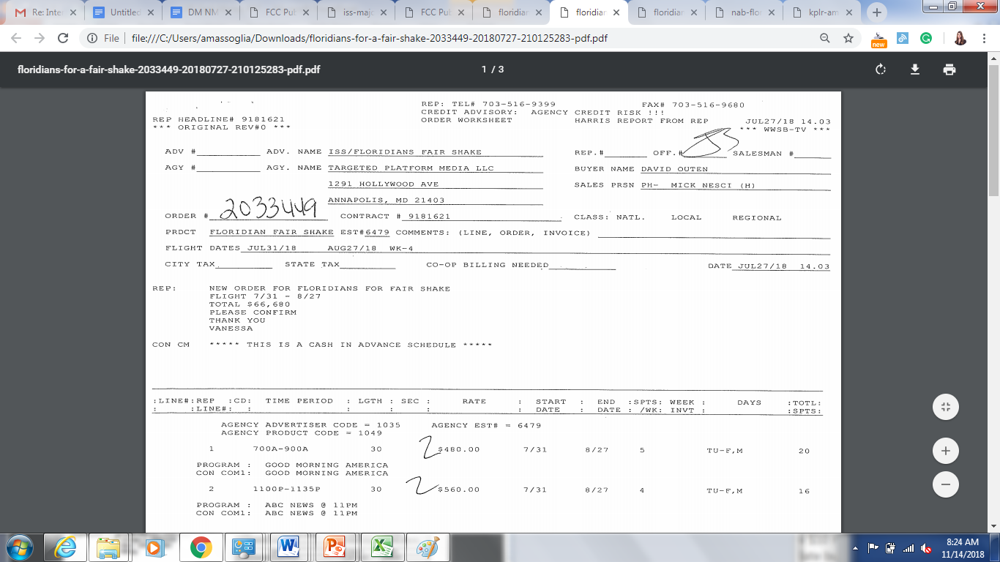 Re: Inter
Untitled
DM NM
FCC Pul
iss-majo
FCC Pul
floridian
floridian
floridian
nab-flo
kplr-am
File file:///C:/Users/amassoglia/Downloads/floridians-for-a-fair-shake-2033449-20180727-210125283-pdf.pdf
new
floridians-for-a-fair-shake-2033449-20180727-210125283-pdf.pdf 1 / 3
REP: TEL# 703-516-9399 FAX# 703-516-9680
CREDIT ADVISORY: AGENCY CREDIT RISK !!!
REP HEADLINE# 9181621 ORDER WORKSHEET HARRIS REPORT FROM REP JUL27/18 14.03
*** ORIGINAL REV#0 *** *** WWSB-TV ***
ADV # ADV. NAME ISS/FLORIDIANS FAIR SHAKE REP.# OFF.# SALESMAN #
AGY # AGY. NAME TARGETED PLATFORM MEDIA LLC BUYER NAME DAVID OUTEN
1291 HOLLYWOOD AVE SALES PRSN PH- MICK NESCI (H)
ANNAPOLIS, MD 21403
ORDER # 2033449 CONTRACT # 9181621 CLASS: NATL. LOCAL REGIONAL
PRDCT FLORIDIAN FAIR SHAKE EST#6479 COMMENTS: (LINE, ORDER, INVOICE)
FLIGHT DATES JUL31/18 AUG27/18 WK-4
CITY TAX STATE TAX CO-OP BILLING NEEDED DATE JUL27/18 14.03
REP: NEW ORDER FOR FLORIDIANS FOR FAIR SHAKE
FLIGHT 7/31 - 8/27
TOTAL $66,680
PLEASE CONFIRM
THANK YOU
VANESSA
CON CM ***** THIS IS A CASH IN ADVANCE SCHEDULE *****
:LINE#:REP :CD: TIME PERIOD : LGTH : SEC : RATE : START : END :SPTS: WEEK : DAYS :TOTL:
: :LINE#: : : : : : DATE : DATE : /WK: INVT : :SPTS:
AGENCY ADVERTISER CODE = 1035 AGENCY EST# = 6479
AGENCY PRODUCT CODE = 1049
1 700A-900A 30 $480.00 7/31 8/27 5 TU-F,M 20
PROGRAM : GOOD MORNING AMERICA
CON COM1: GOOD MORNING AMERICA
2 1100P-1135P 30 $560.00 7/31 8/27 4 TU-F,M 16
PROGRAM : ABC NEWS @ 11PM
CON COM1: ABC NEWS @ 11PM
8:24 AM
11/14/2018